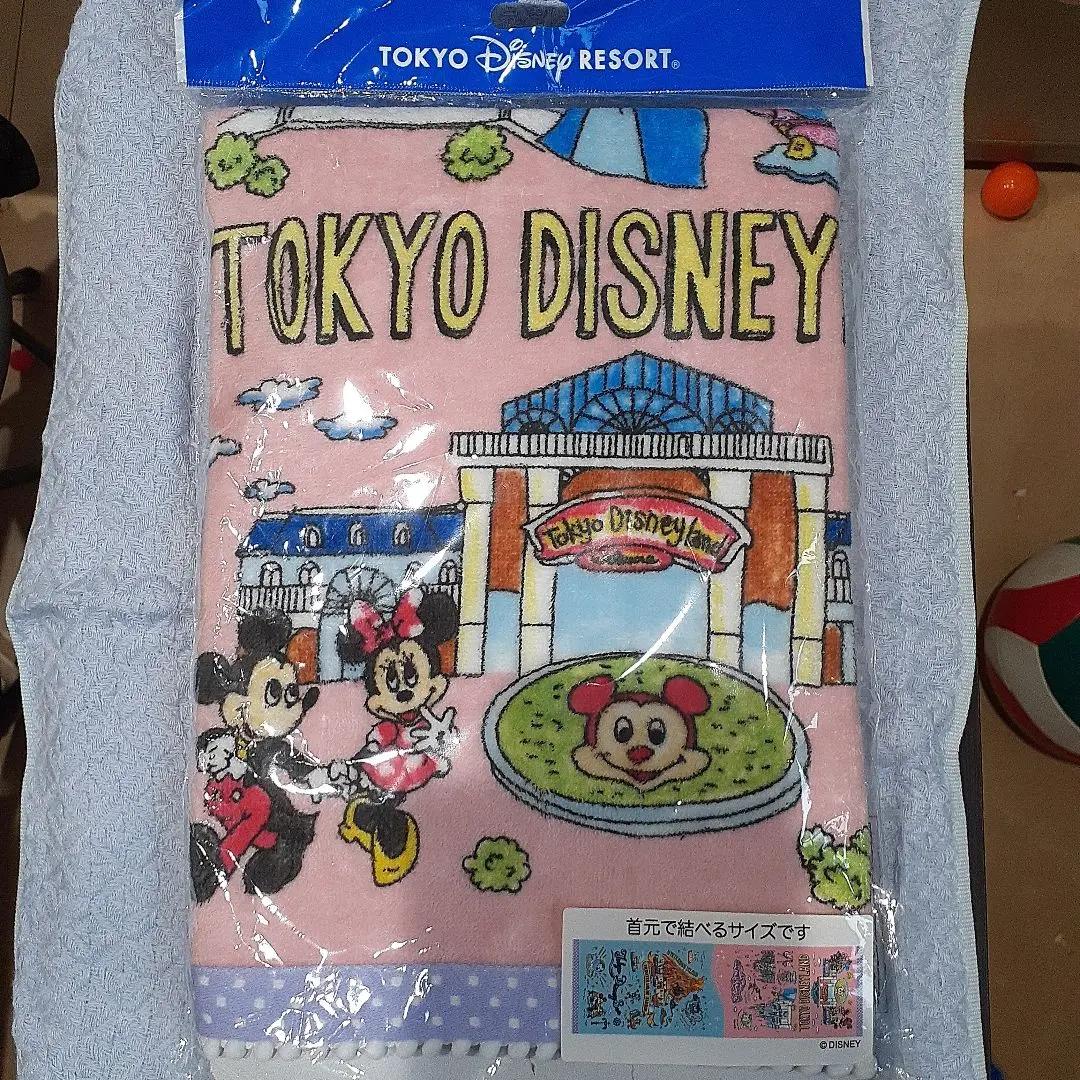 TOKYO Disney RESORT®
TOKYO DISNEY
Tokyo Disneyland
首元で結べるサイズです
©DISNEY